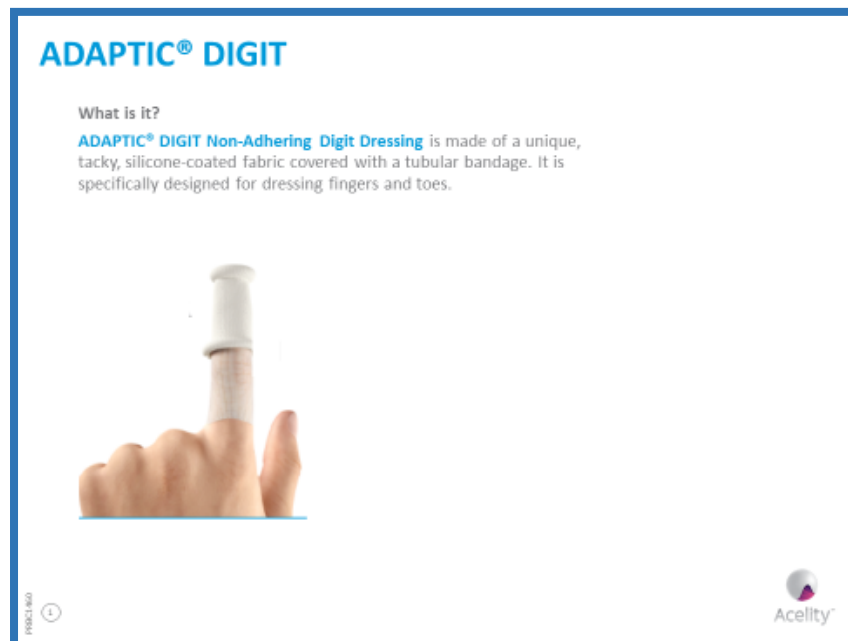 ADAPTIC® DIGIT
What is it?
ADAPTIC® DIGIT Non-Adhering Digit Dressing is made of a unique,
tacky, silicone-coated fabric covered with a tubular bandage. It is
specifically designed for dressing fingers and toes.
1
Acelity™